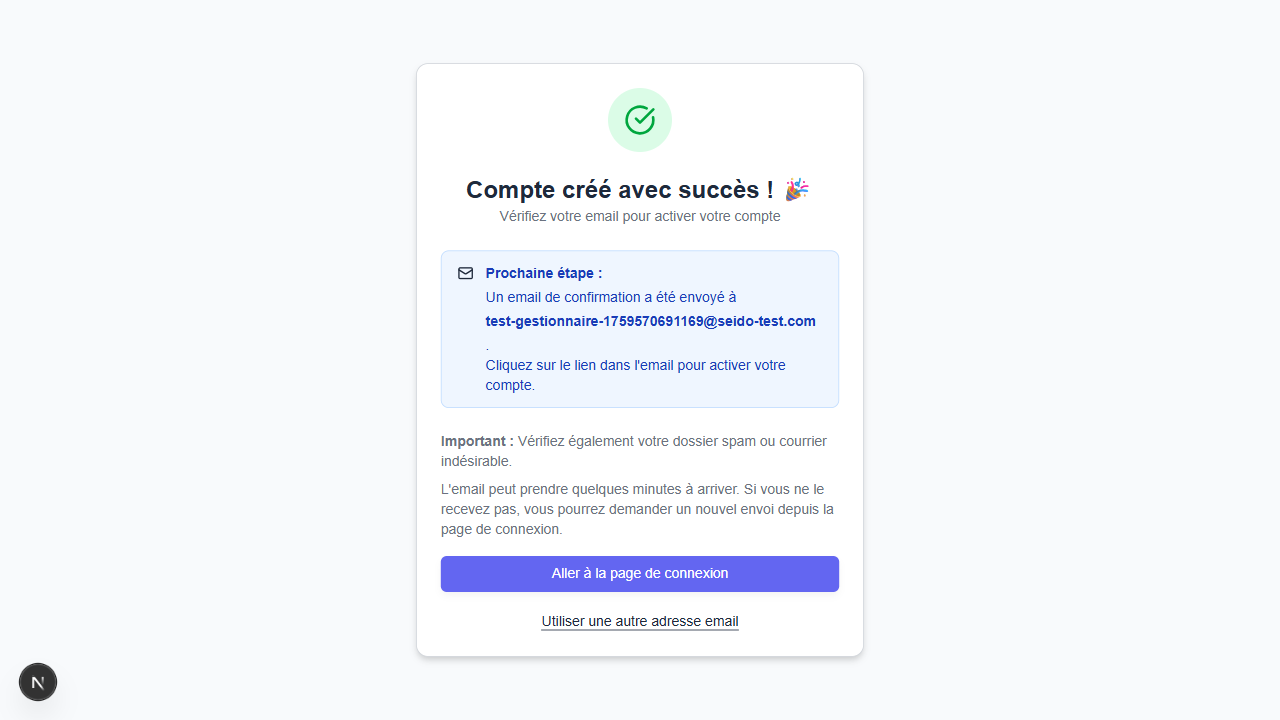 Compte créé avec succès ! 🎉
Vérifiez votre email pour activer votre compte
Prochaine étape :
Un email de confirmation a été envoyé à
test-gestionnaire-1759570691169@seido-test.com
.
Cliquez sur le lien dans l'email pour activer votre
compte.
Important : Vérifiez également votre dossier spam ou courrier
indésirable.
L'email peut prendre quelques minutes à arriver. Si vous ne le
recevez pas, vous pourrez demander un nouvel envoi depuis la
page de connexion.
Aller à la page de connexion
Utiliser une autre adresse email
N